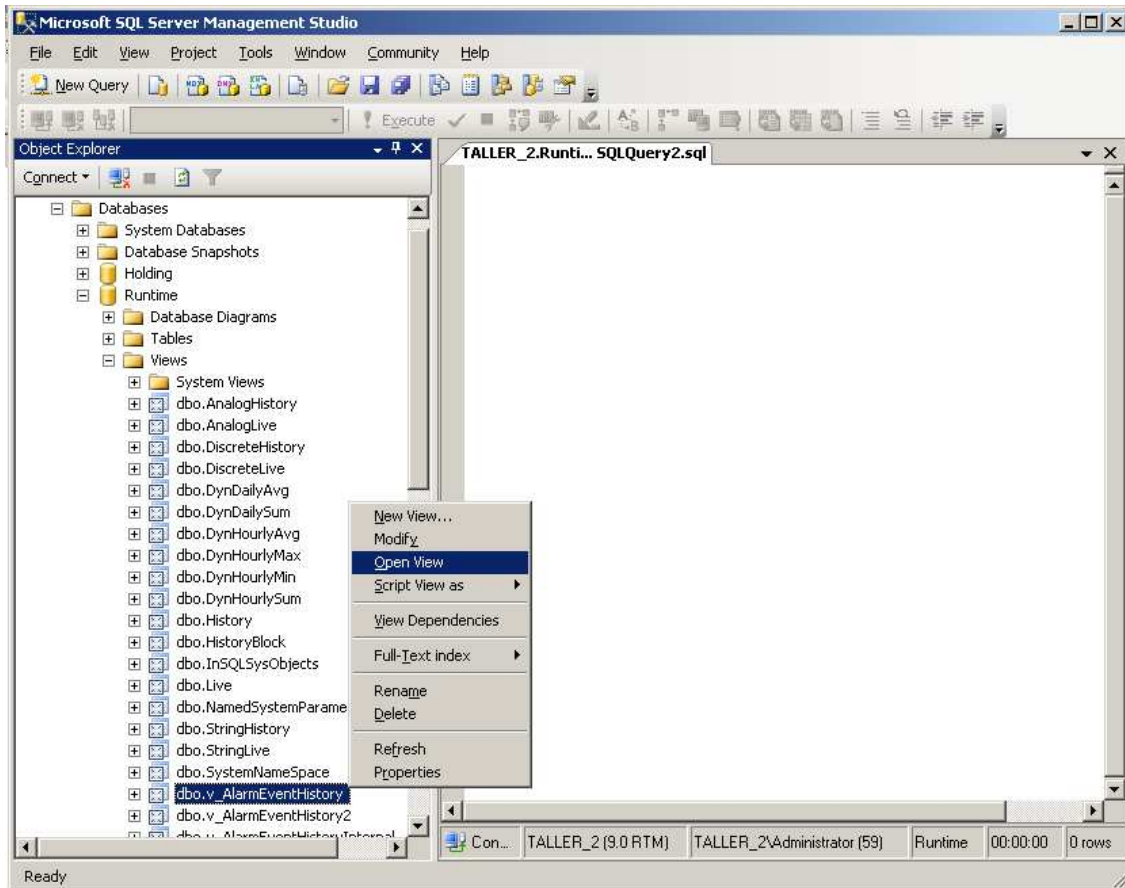 Microsoft SQL Server Management Studio
File Edit View Project Tools Window Community Help
New Query
Execute
Object Explorer
TALLER_2.Runti... SQLQuery2.sql
Connect
Databases
System Databases
Database Snapshots
Holding
Runtime
Database Diagrams
Tables
Views
System Views
dbo.AnalogHistory
dbo.AnalogLive
dbo.DiscreteHistory
dbo.DiscreteLive
dbo.DynDailyAvg
dbo.DynDailySum
dbo.DynHourlyAvg
dbo.DynHourlyMax
dbo.DynHourlyMin
dbo.DynHourlySum
dbo.History
dbo.HistoryBlock
dbo.InSQLSysObjects
dbo.Live
dbo.NamedSystemParame
dbo.StringHistory
dbo.StringLive
dbo.SystemNameSpace
dbo.v_AlarmEventHistory
dbo.v_AlarmEventHistory2
New View...
Modify
Open View
Script View as
View Dependencies
Full-Text index
Rename
Delete
Refresh
Properties
Con... TALLER_2 (9.0 RTM) TALLER_2\Administrator (59) Runtime 00:00:00 0 rows
Ready